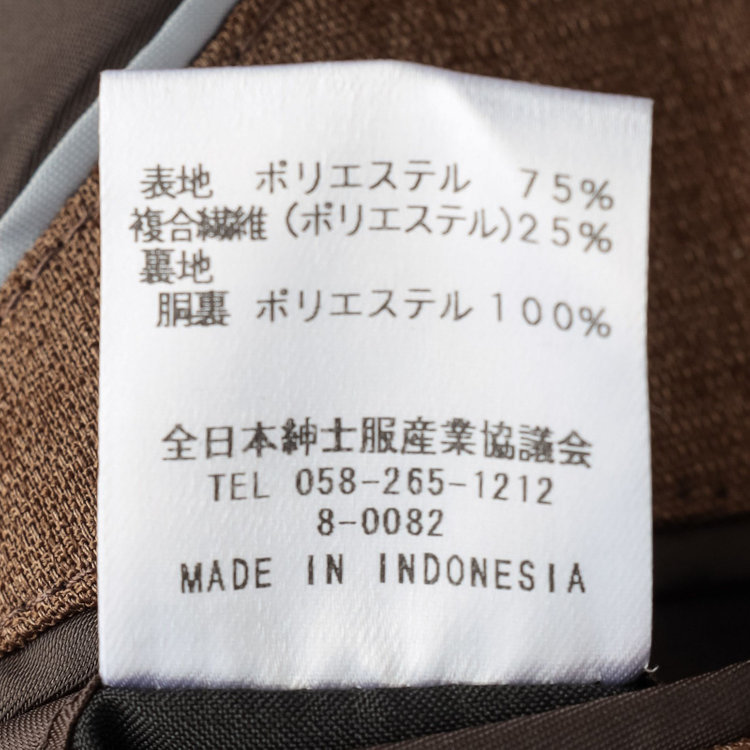 表地 ポリエステル 75%
複合繊維(ポリエステル)25%
裏地
胴裏 ポリエステル 100%
全日本紳士服産業協議会
TEL 058-265-1212
8-0082
MADE IN INDONESIA